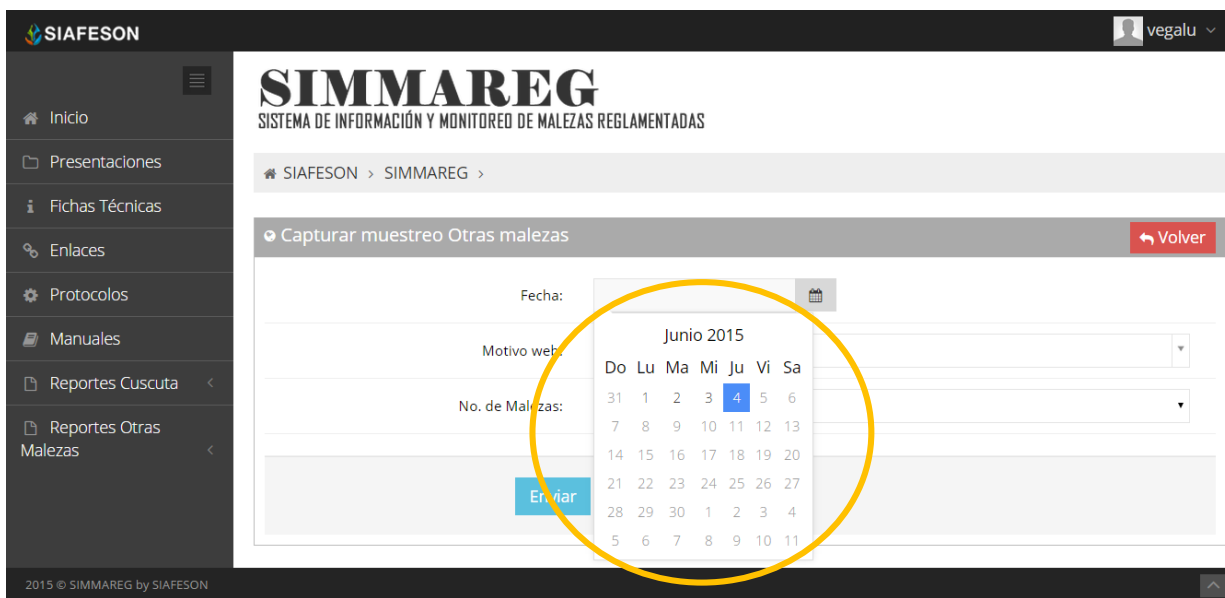 SIAFESON
vegalu
Inicio
Presentaciones
Fichas Técnicas
Enlaces
Protocolos
Manuales
Reportes Cuscuta
Reportes Otras
Malezas
SIMMAREG
SISTEMA DE INFORMACIÓN Y MONITOREO DE MALEZAS REGLAMENTADAS
SIAFESON > SIMMAREG >
Capturar muestreo Otras malezas
Volver
Fecha:
Motivo web:
No. de Malezas:
Enviar
Junio 2015
Do Lu Ma Mi Ju Vi Sa
31 1 2 3 4 5 6
7 8 9 10 11 12 13
14 15 16 17 18 19 20
21 22 23 24 25 26 27
28 29 30 1 2 3 4
5 6 7 8 9 10 11
2015 © SIMMAREG by SIAFESON